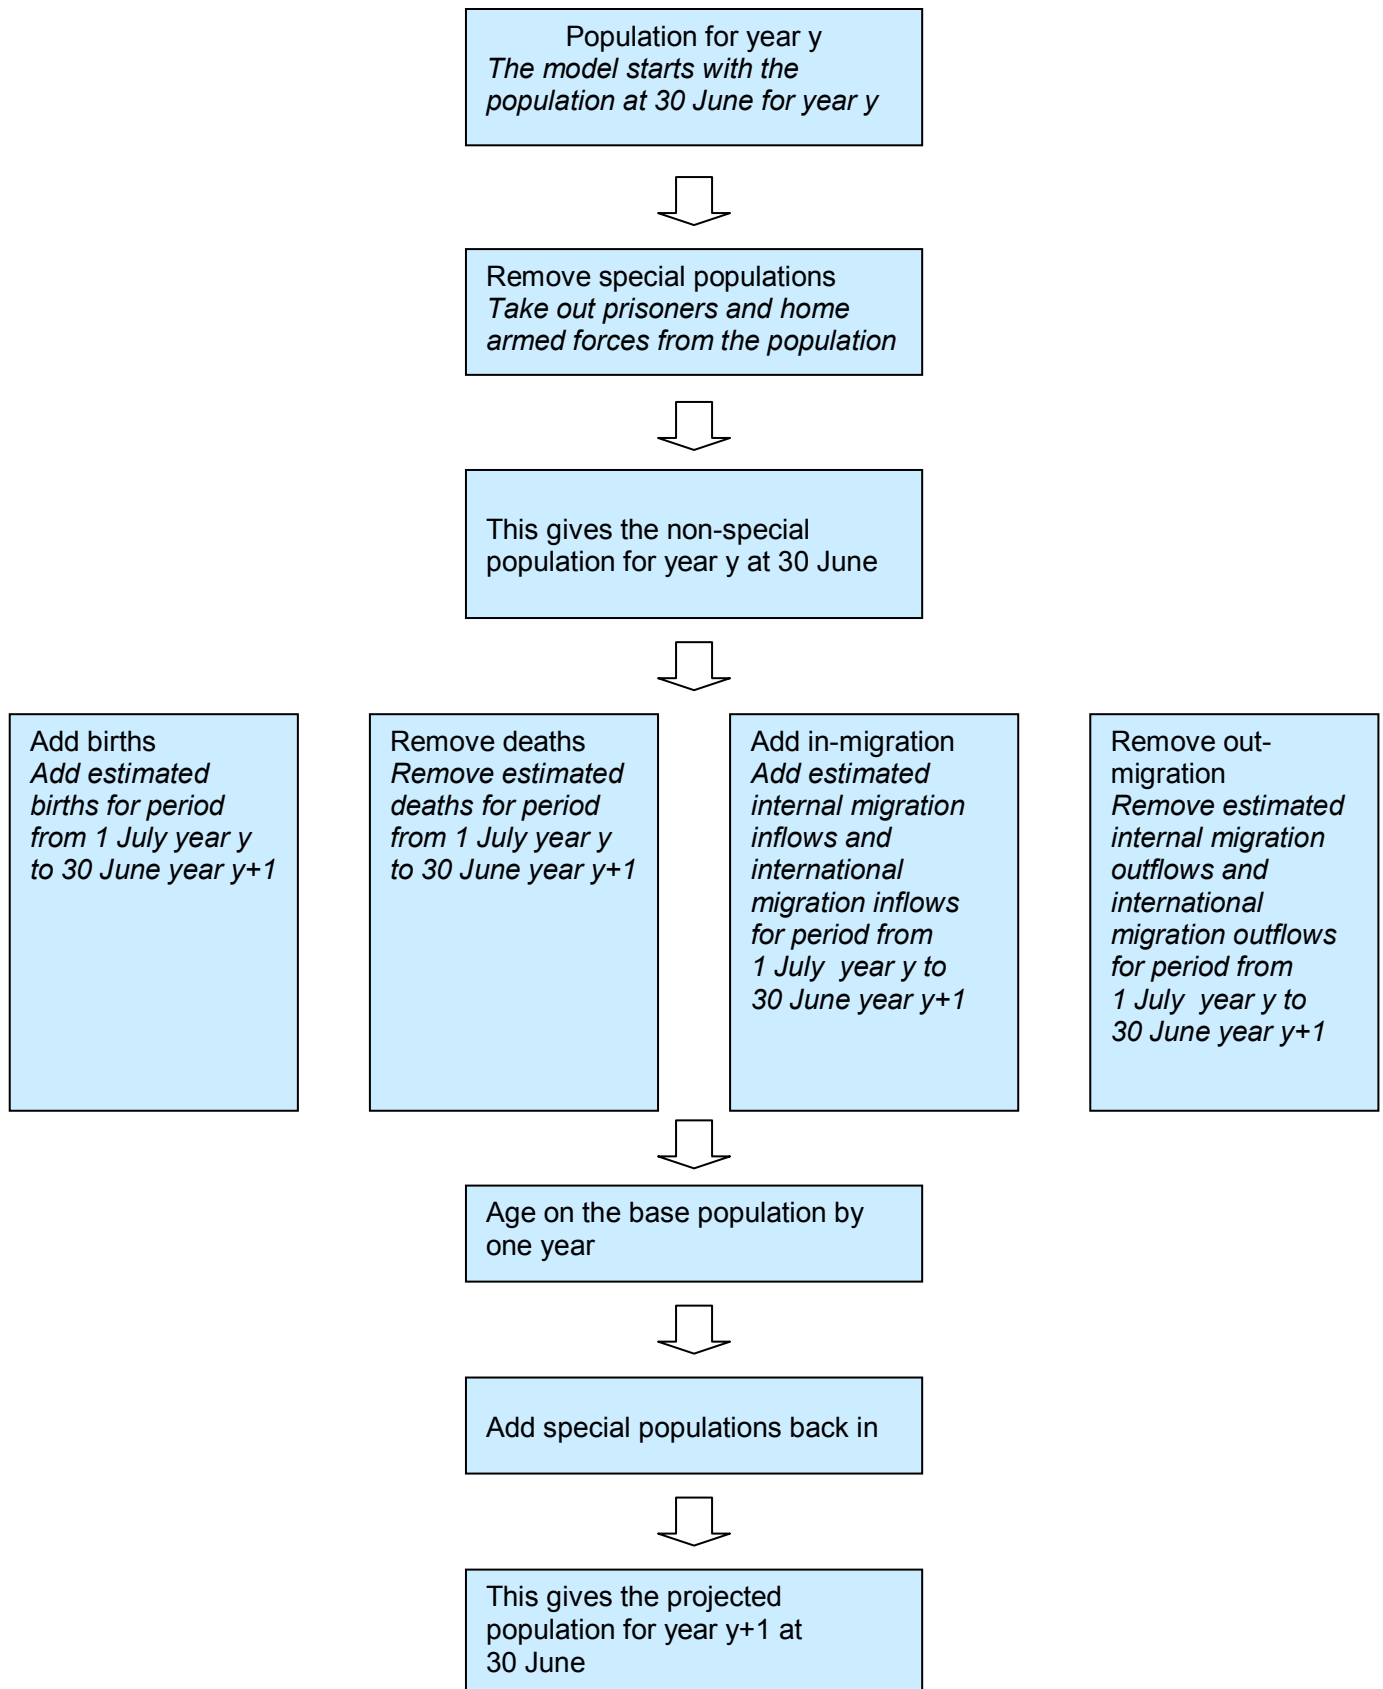 Population for year y
The model starts with the
population at 30 June for year y
Remove special populations
Take out prisoners and home
armed forces from the population
This gives the non-special
population for year y at 30 June
Add births
Add estimated
births for period
from 1 July year y
to 30 June year y+1
Remove deaths
Remove estimated
deaths for period
from 1 July year y
to 30 June year y+1
Add in-migration
Add estimated
internal migration
inflows and
international
migration inflows
for period from
1 July  year y to
30 June year y+1
Remove out-
migration
Remove estimated
internal migration
outflows and
international
migration outflows
for period from
1 July  year y to
30 June year y+1
Age on the base population by
one year
Add special populations back in
This gives the projected
population for year y+1 at
30 June